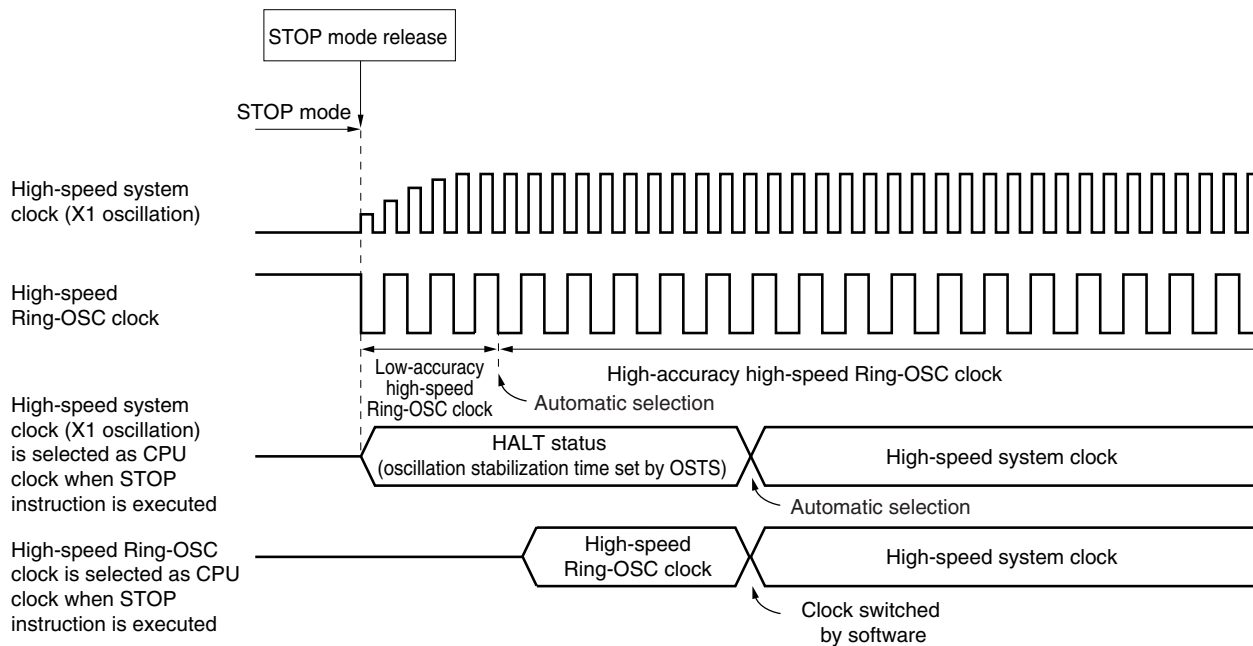 STOP mode release
STOP mode
High-speed system
clock (X1 oscillation)
High-speed
Ring-OSC clock
Low-accuracy
high-speed
Ring-OSC clock
High-accuracy high-speed Ring-OSC clock
Automatic selection
High-speed system
clock (X1 oscillation)
is selected as CPU
clock when STOP
instruction is executed
HALT status
(oscillation stabilization time set by OSTS)
High-speed system clock
Automatic selection
High-speed Ring-OSC
clock is selected as CPU
clock when STOP
instruction is executed
High-speed
Ring-OSC clock
High-speed system clock
Clock switched
by software